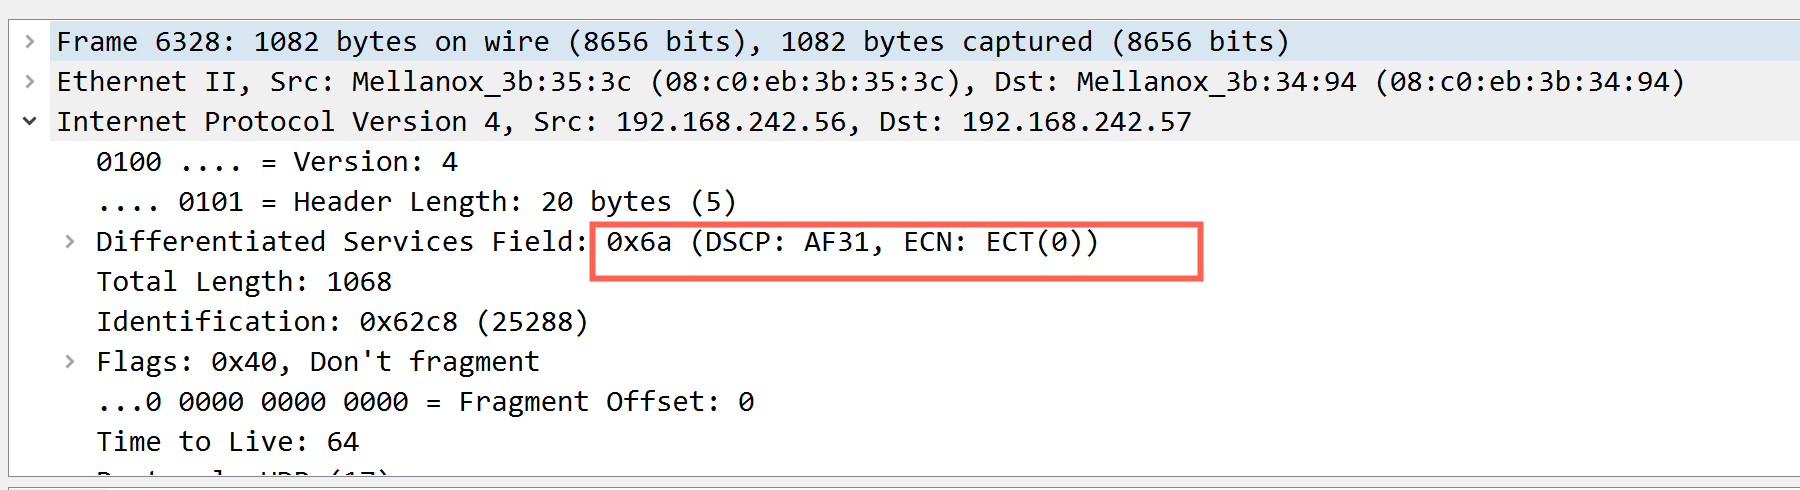 Frame 6328: 1082 bytes on wire (8656 bits), 1082 bytes captured (8656 bits)
Ethernet II, Src: Mellanox_3b:35:3c (08:c0:eb:3b:35:3c), Dst: Mellanox_3b:34:94 (08:c0:eb:3b:34:94)
Internet Protocol Version 4, Src: 192.168.242.56, Dst: 192.168.242.57
0100 .... = Version: 4
.... 0101 = Header Length: 20 bytes (5)
Differentiated Services Field: 0x6a (DSCP: AF31, ECN: ECT(0))
Total Length: 1068
Identification: 0x62c8 (25288)
Flags: 0x40, Don't fragment
...0 0000 0000 0000 = Fragment Offset: 0
Time to Live: 64